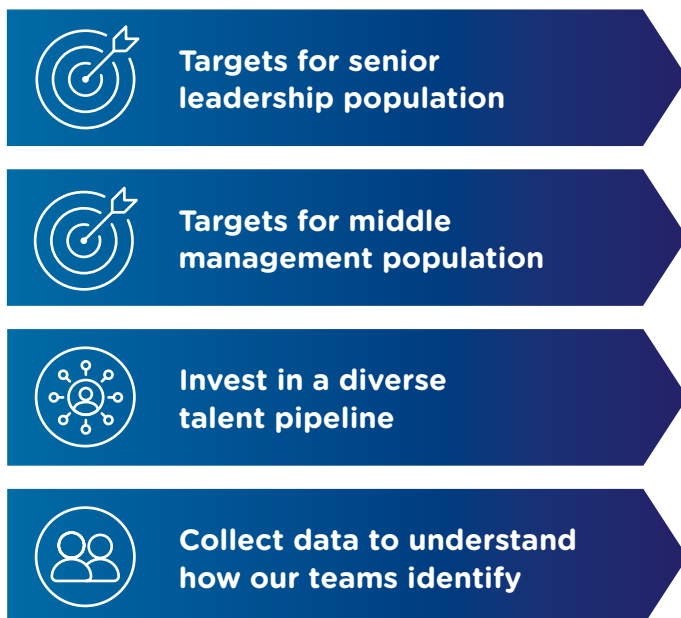 Targets for senior
leadership population
Targets for middle
management population
Invest in a diverse
talent pipeline
Collect data to understand
how our teams identify